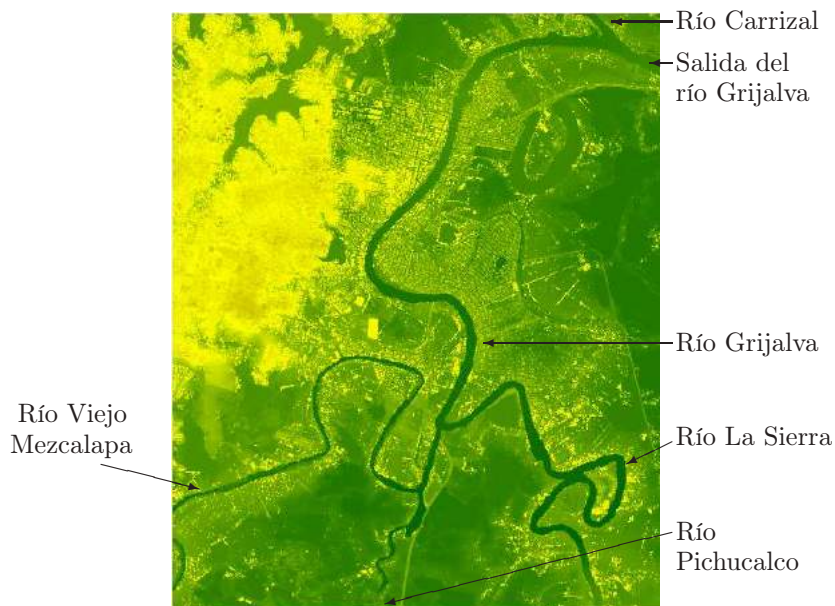 Río Carrizal
Salida del
río Grijalva
Río Grijalva
Río Viejo
Mezcalapa
Río La Sierra
Río
Pichucalco